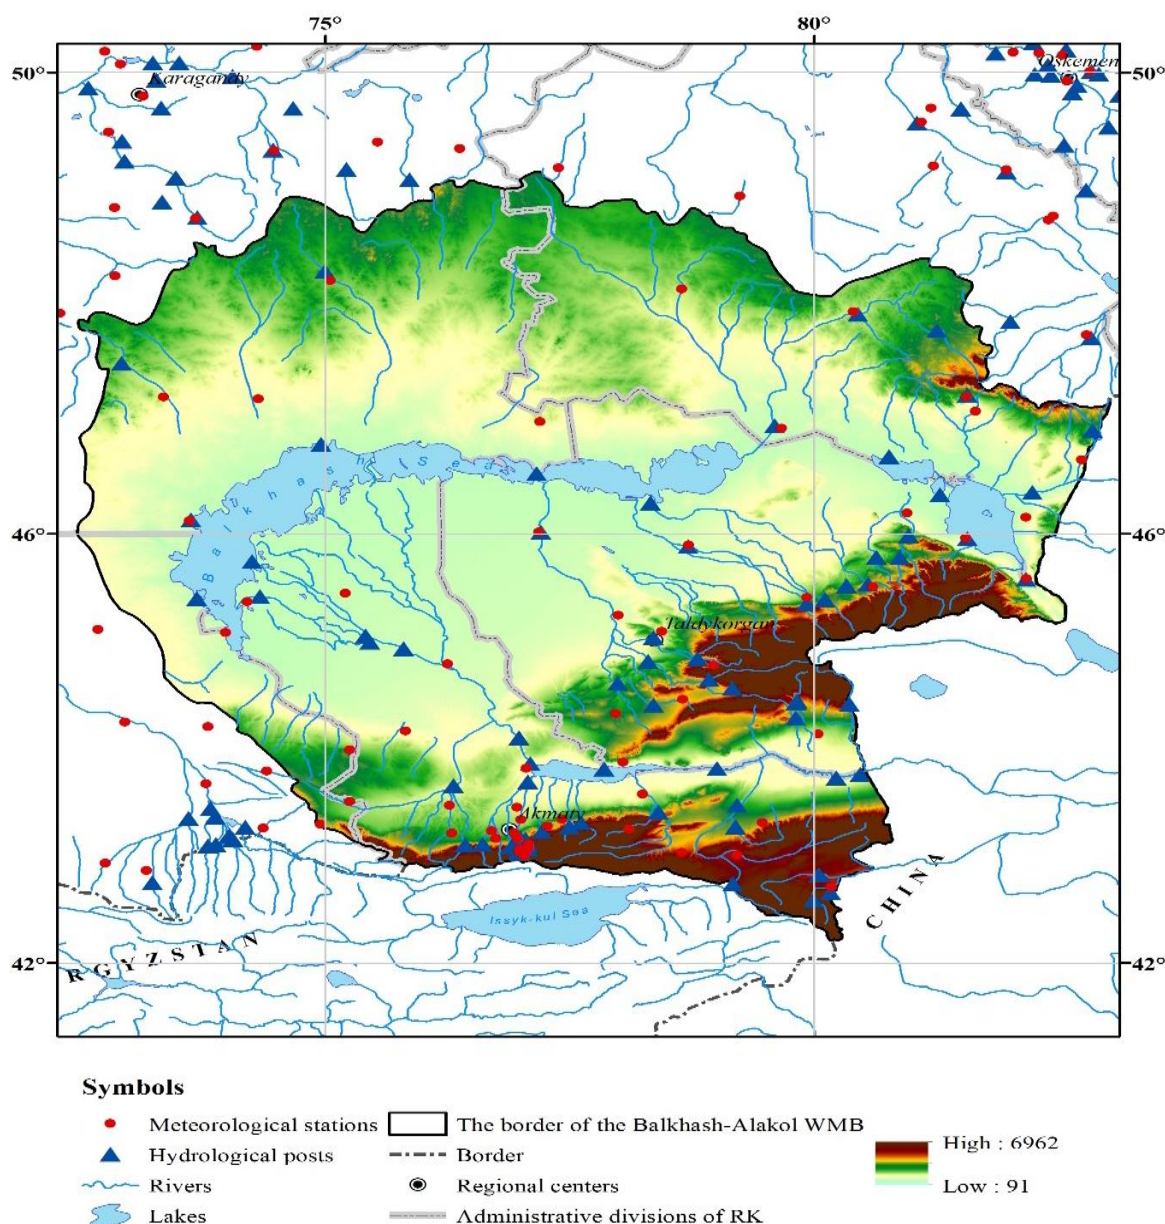 75° 80°
50° 50°
Karagandy Oskemen
Balkhash Sea
46° 46°
Taldykorgan
Akmaty
CHINA
Issyk-kul Sea
RGYZSTAN
42° 42°
Symbols
Meteorological stations The border of the Balkhash-Alakol WMB
Hydrological posts Border
Rivers Regional centers
Lakes Administrative divisions of RK
High : 6962
Low : 91